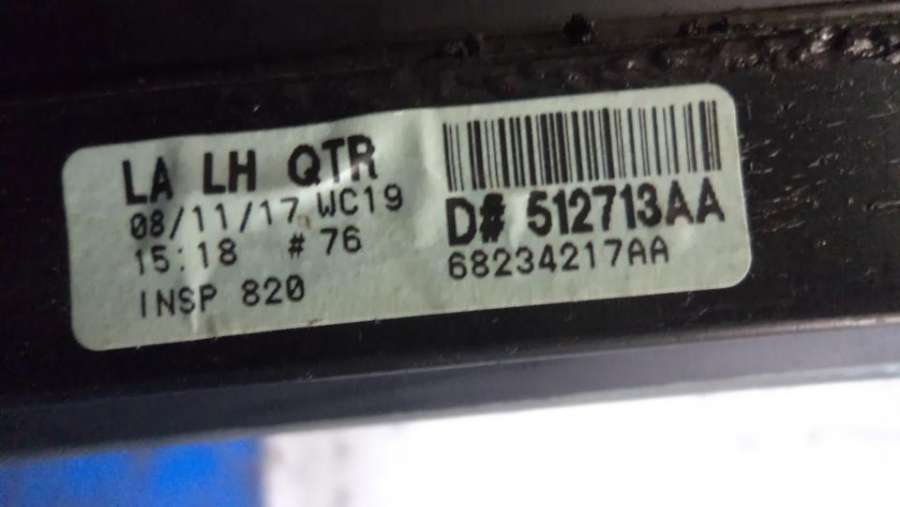 LA LH QTR
08/11/17 WC19
15:18 #76
INSP 820
D# 512713AA
68234217AA